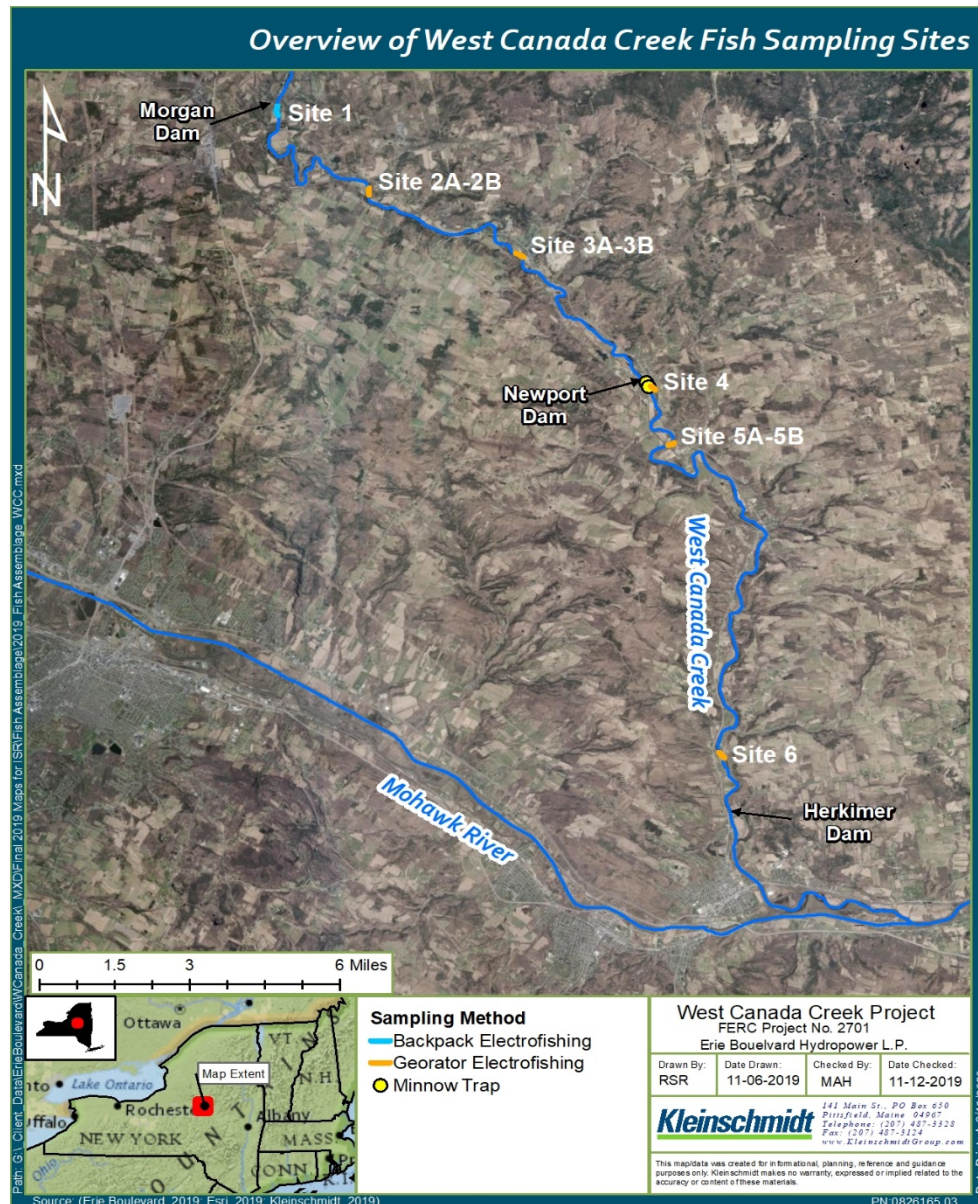 Overview of West Canada Creek Fish Sampling Sites
Morgan
Dam
Site 1
N
Site 2A-2B
Site 3A-3B
Newport
Dam
Site 4
Site 5A-5B
West Canada Creek
Site 6
Herkimer
Dam
Mohawk River
0 1.5 3 6 Miles
Ottawa
VT.
N.H.
Map Extent
Lake Ontario
Rochester
Albany
NEW YORK
MASS
CONN.
Ohio
Sampling Method
Backpack Electrofishing
Georator Electrofishing
Minnow Trap
West Canada Creek Project
FERC Project No. 2701
Erie Bouelvard Hydropower L.P.
Drawn By:
RSR
Date Drawn:
11-06-2019
Checked By:
MAH
Date Checked:
11-12-2019
Kleinschmidt
141 Main St., PO Box 650
Pittsfield, Maine 04967
Telephone: (207) 487-3328
Fax: (207) 487-3124
www.KleinschmidtGroup.com
This map/data was created for informational, planning, reference and guidance
purposes only. Kleinschmidt makes no warranty, expressed or implied related to the
accuracy or content of these materials.
Source: (Erie Boulevard, 2019; Esri, 2019; Kleinschmidt, 2019)
PN:0826165.03